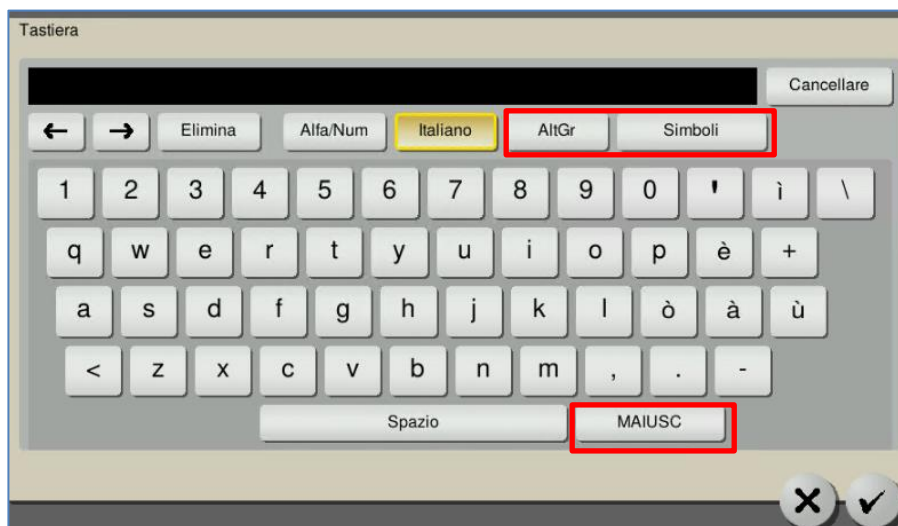 Tastiera
Cancellare
← → Elimina Alfa/Num Italiano AltGr Simboli
1 2 3 4 5 6 7 8 9 0 ' ì \
q w e r t y u i o p è +
a s d f g h j k l ò à ù
< z x c v b n m , . -
Spazio MAIUSC